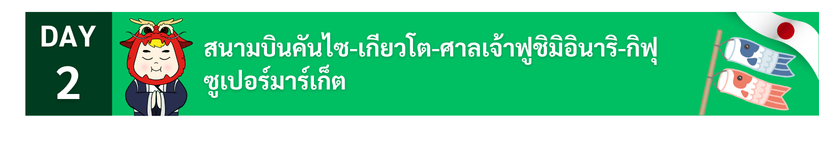 DAY
2
สนามบินคันไซ-เกียวโต-ศาลเจ้าฟูชิมิอินาริ-กิฟุ
ซูเปอร์มาร์เก็ต